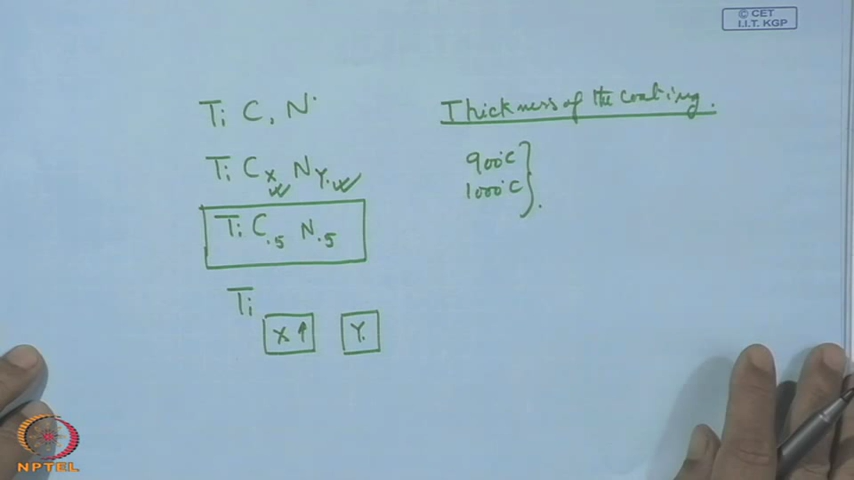 © CET
I.I.T. KGP
Ti C, N
Ti Cx Ny
Ti C.5 N.5
Ti
X↑ Y.
Thickness of the coating.
900°C
1000°C
NPTEL